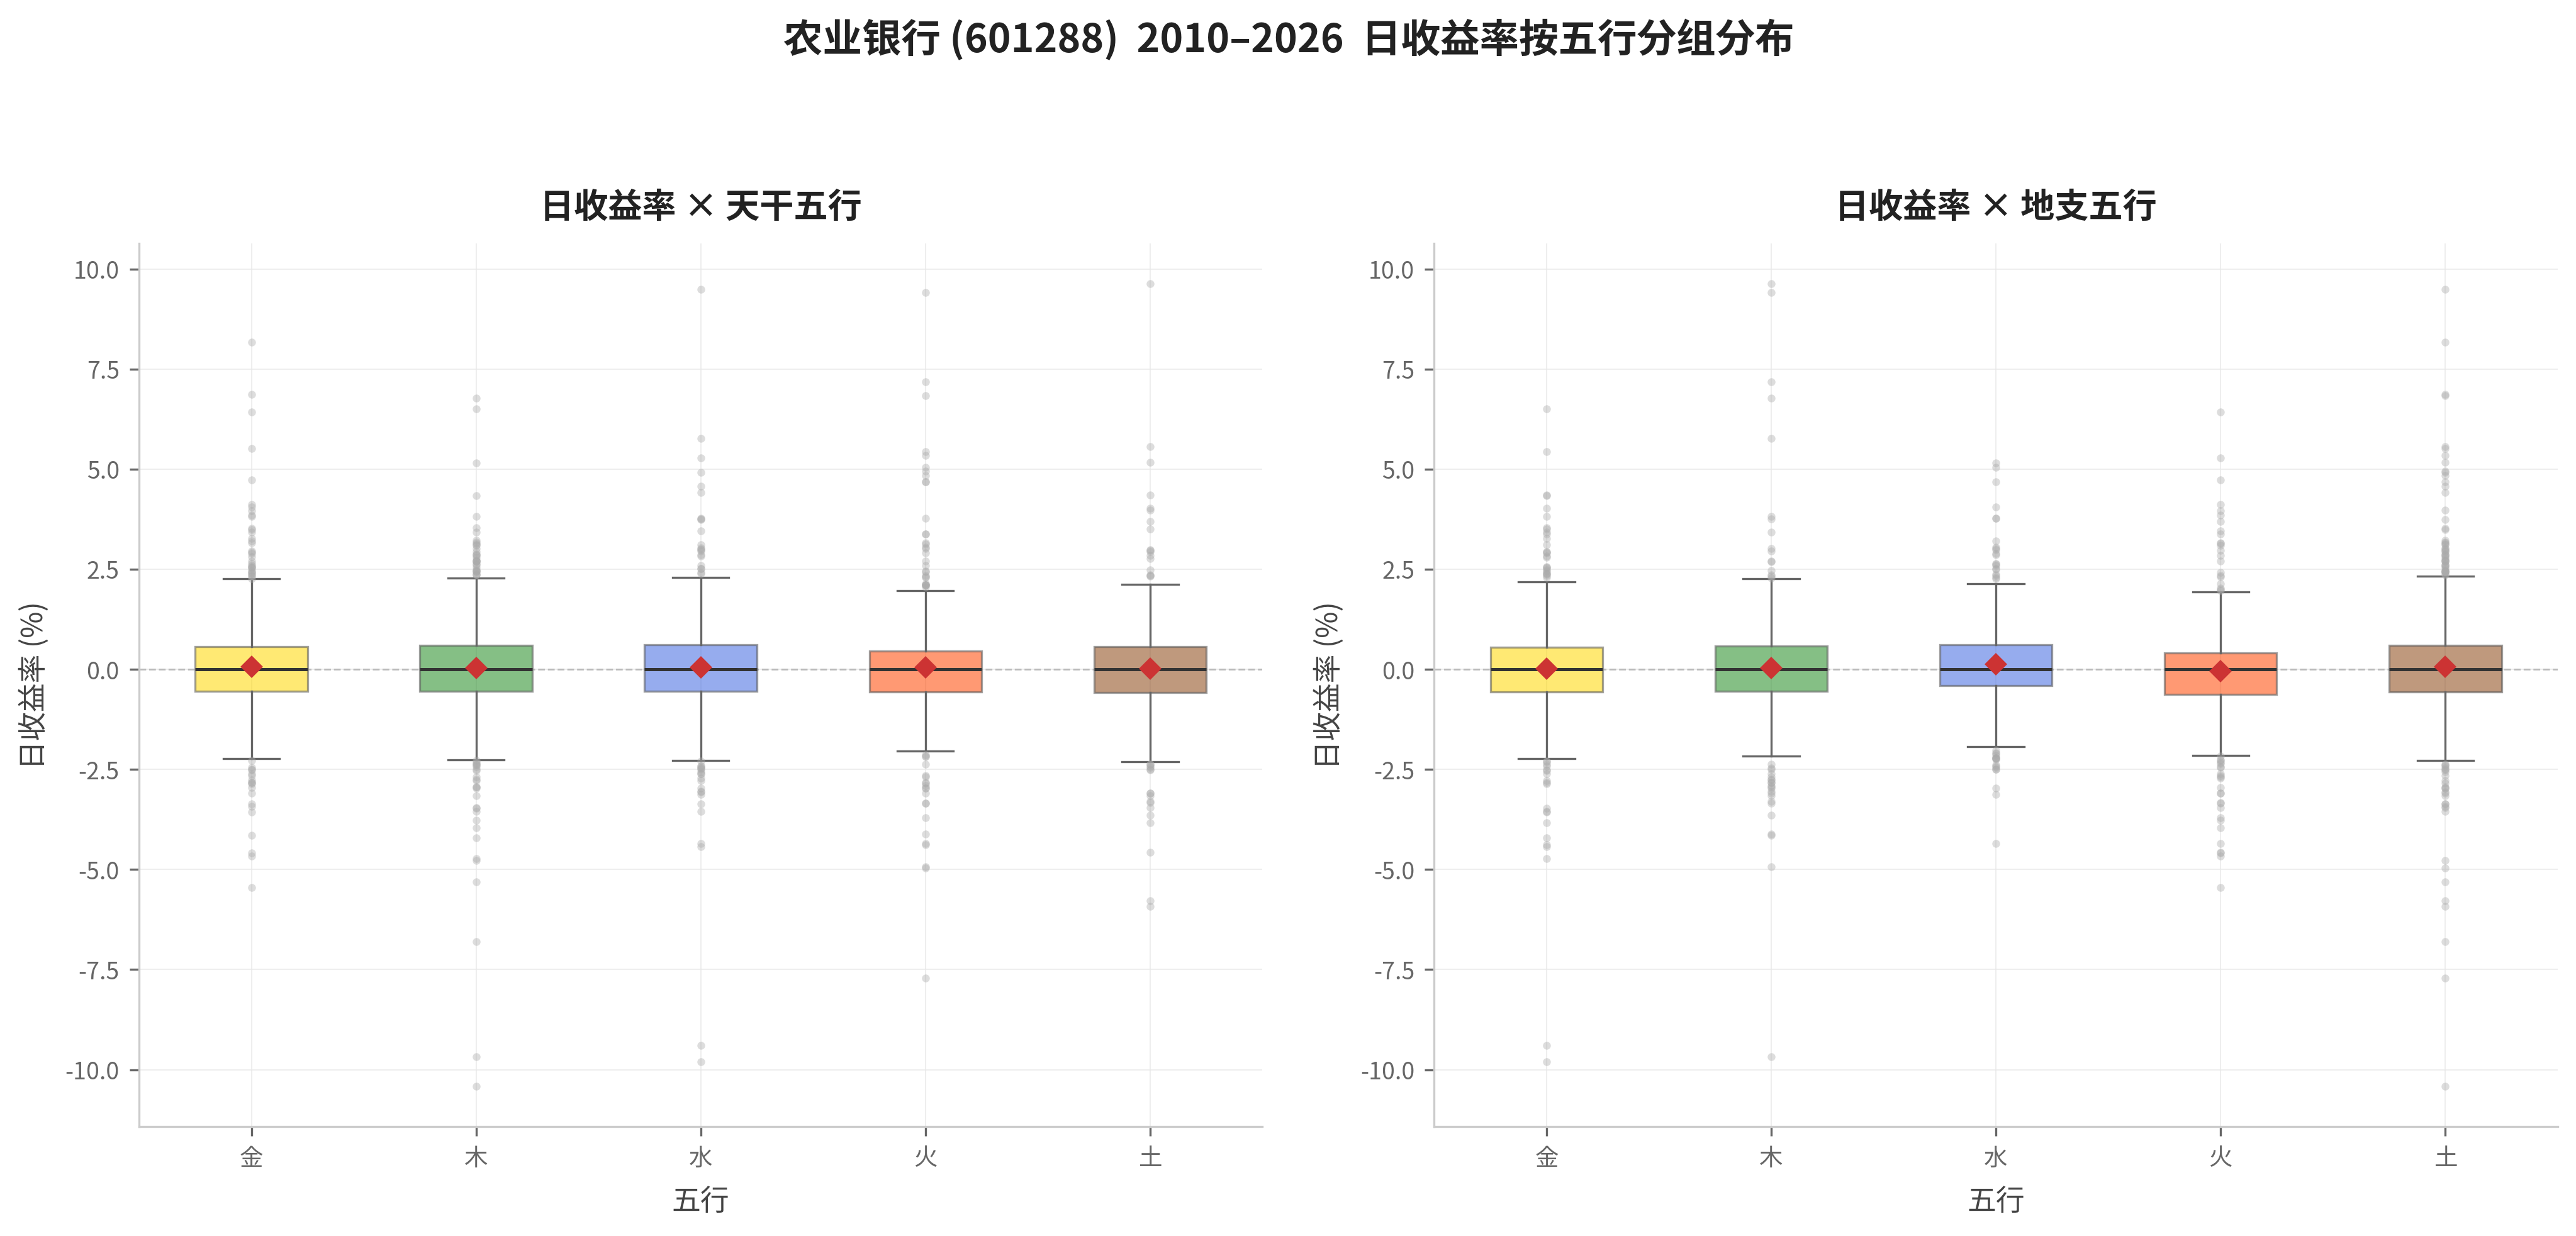 农业银行 (601288) 2010–2026 日收益率按五行分组分布
日收益率 × 天干五行
日收益率 (%)
10.0
7.5
5.0
2.5
0.0
-2.5
-5.0
-7.5
-10.0
金 木 水 火 土
五行
日收益率 × 地支五行
日收益率 (%)
10.0
7.5
5.0
2.5
0.0
-2.5
-5.0
-7.5
-10.0
金 木 水 火 土
五行